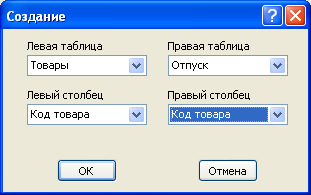 Создание
Левая таблица Правая таблица
Товары Отпуск
Левый столбец Правый столбец
Код товара Код товара
OK Отмена